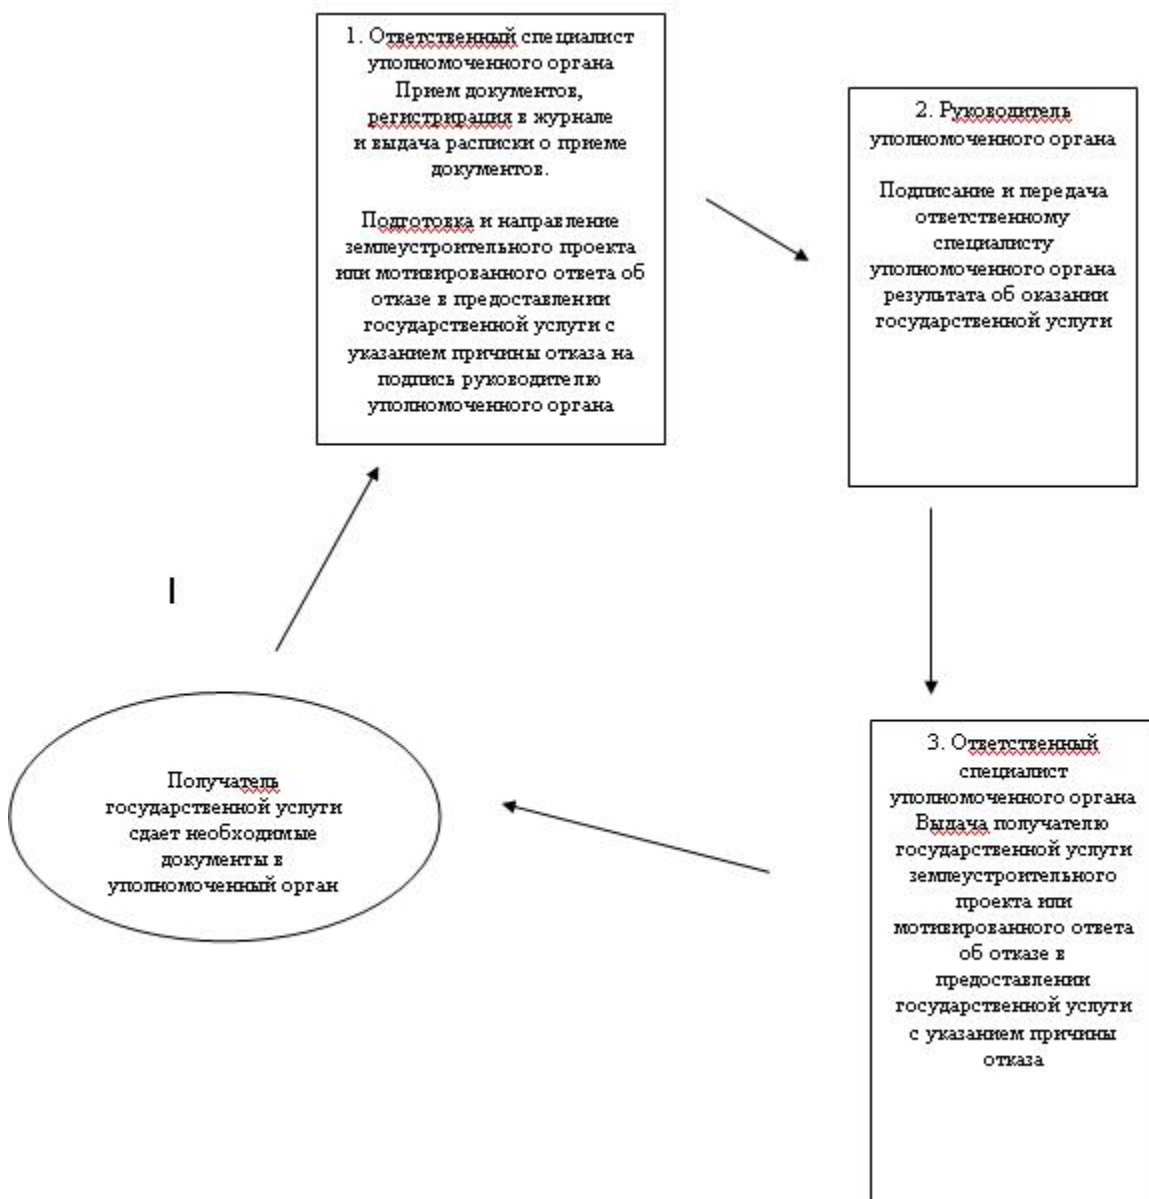 1. Ответственный специалист
уполномоченного органа
Прием документов,
регистрирация в журнале
и выдача расписки о приеме
документов.
Подготовка и направление
землеустроительного проекта
или мотивированного ответа об
отказе в предоставлении
государственной услуги с
указанием причины отказа на
подпись руководителю
уполномоченного органа
2. Руководитель
уполномоченного органа
Подписание и передача
ответственному
специалисту
уполномоченного органа
результата об оказании
государственной услуги
3. Ответственный
специалист
уполномоченного органа
Выдача получателю
государственной услуги
землеустроительного
проекта или
мотивированного ответа
об отказе в
предоставлении
государственной услуги
с указанием причины
отказа
Получатель
государственной услуги
сдает необходимые
документы в
уполномоченный орган